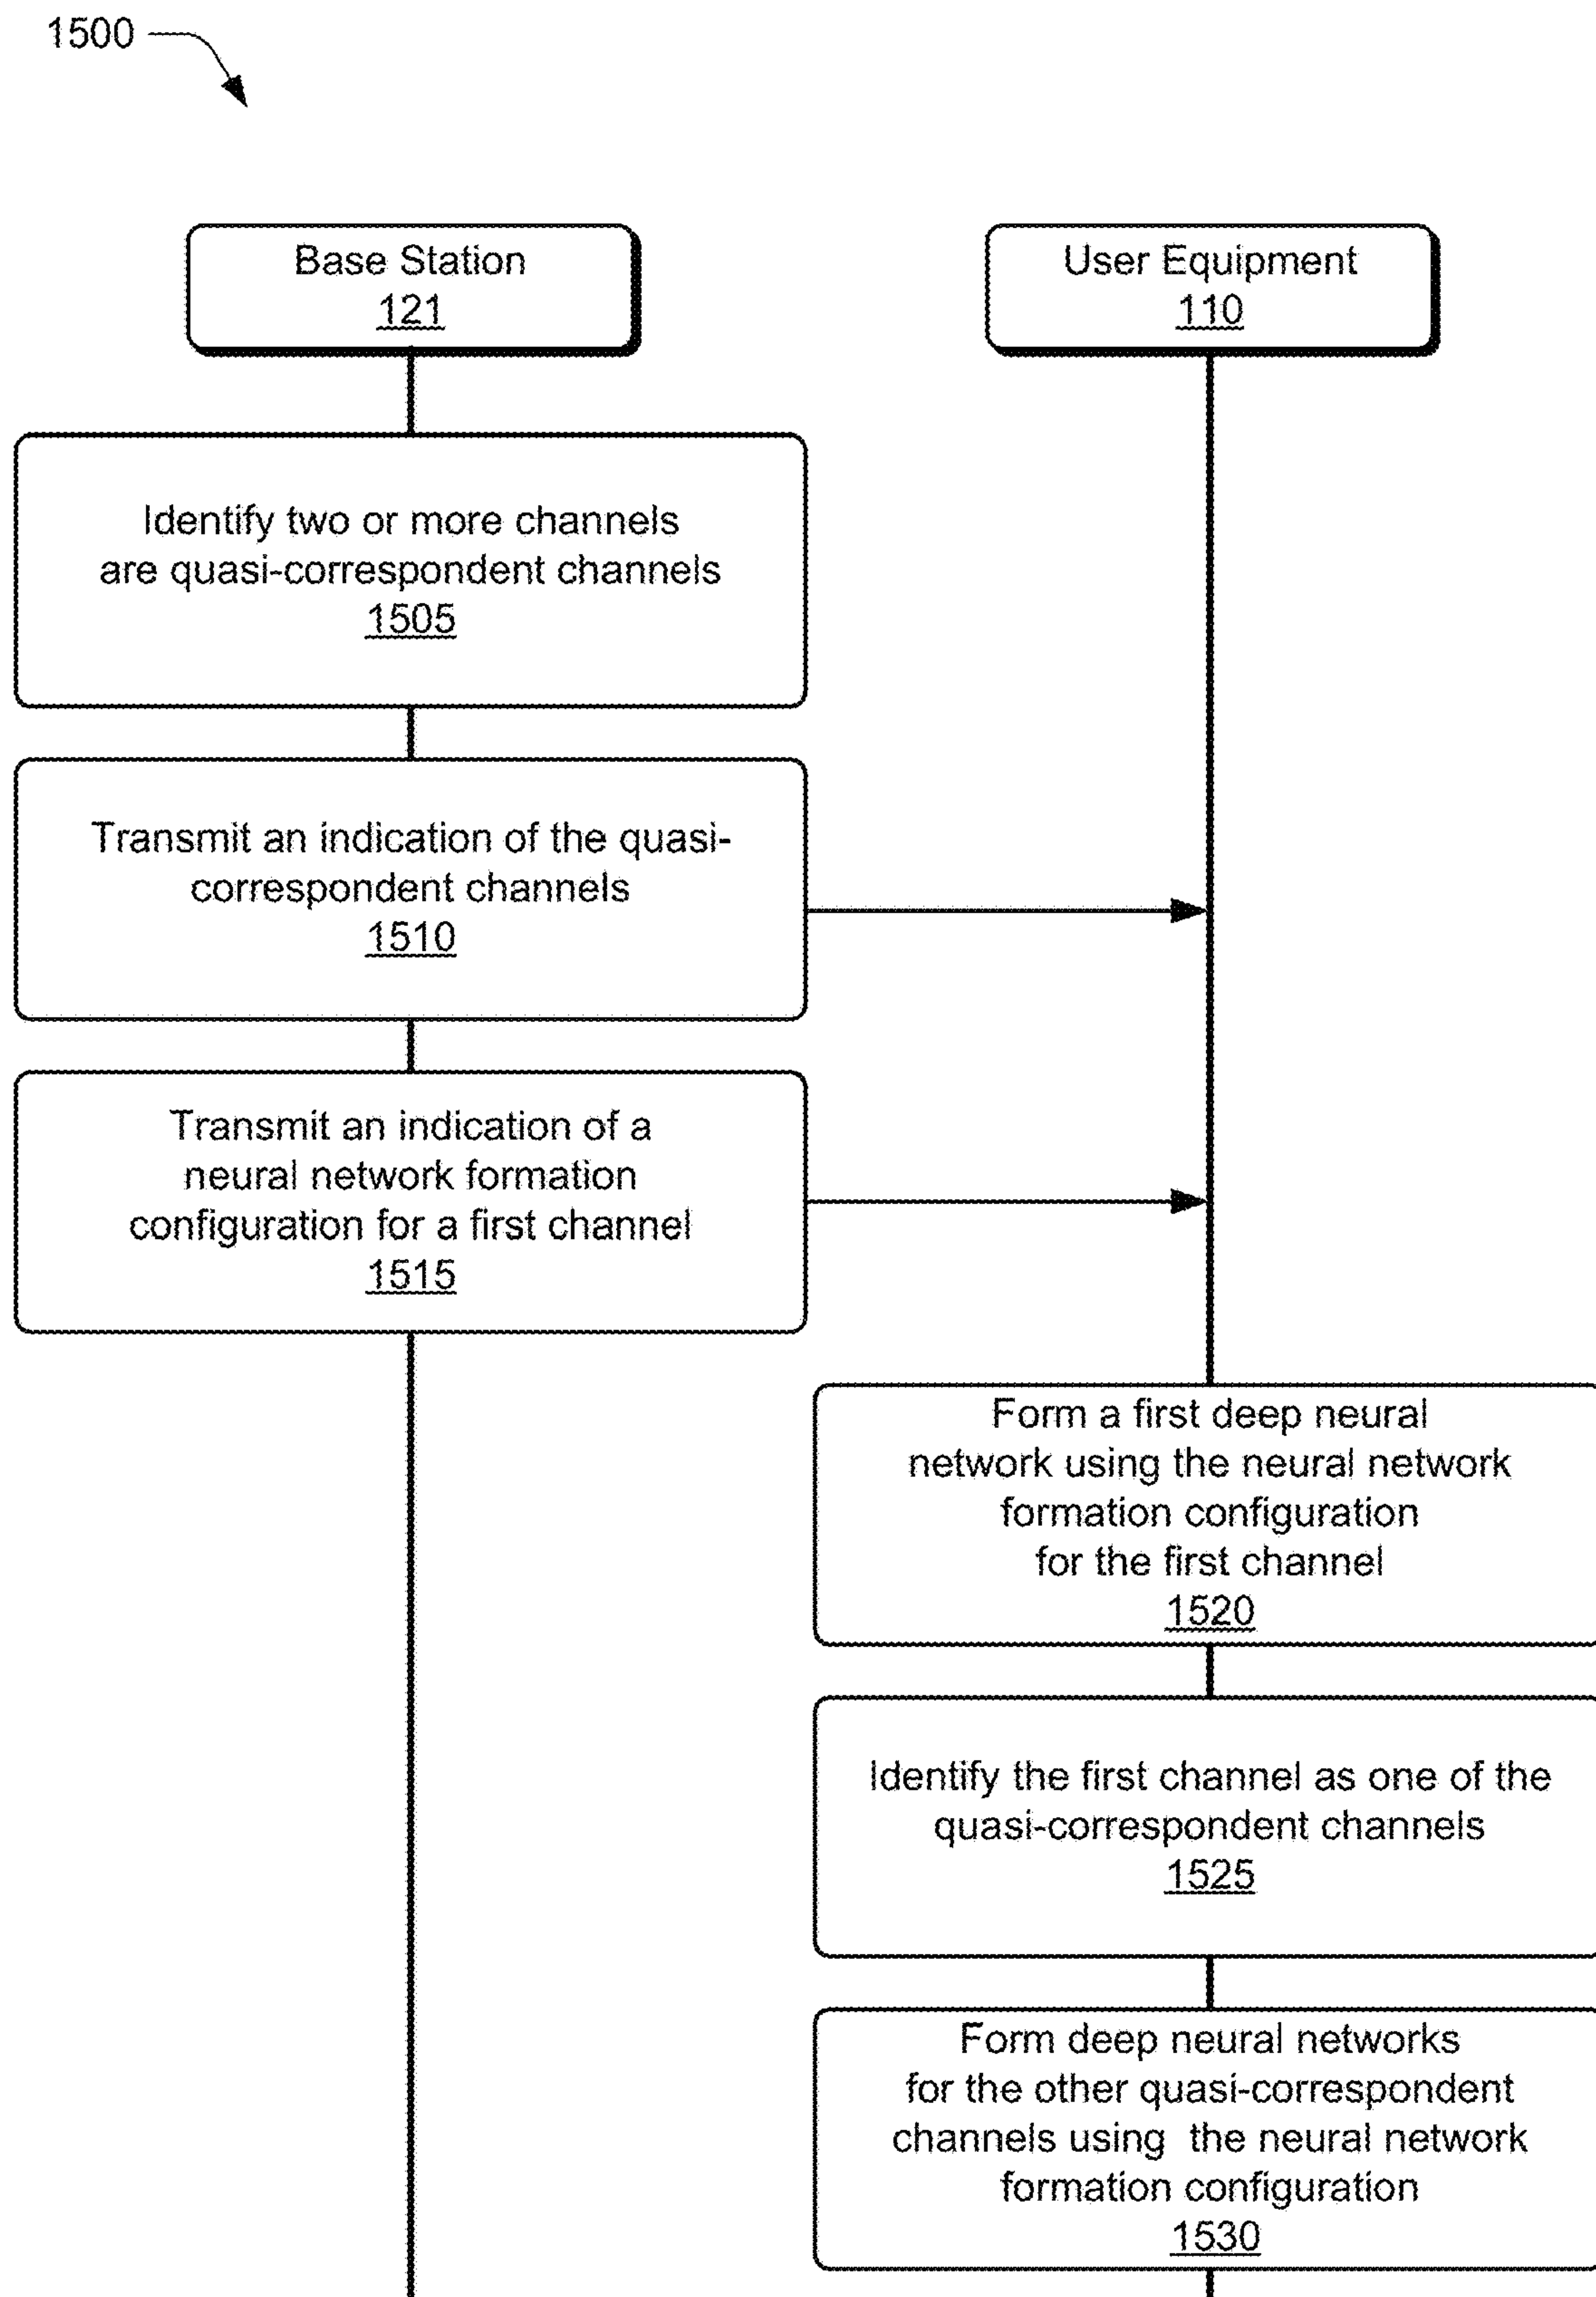 1500
Base Station
121
User Equipment
110
Identify two or more channels
are quasi-correspondent channels
1505
Transmit an indication of the quasi-
correspondent channels
1510
Transmit an indication of a
neural network formation
configuration for a first channel
1515
Form a first deep neural
network using the neural network
formation configuration
for the first channel
1520
Identify the first channel as one of the
quasi-correspondent channels
1525
Form deep neural networks
for the other quasi-correspondent
channels using the neural network
formation configuration
1530